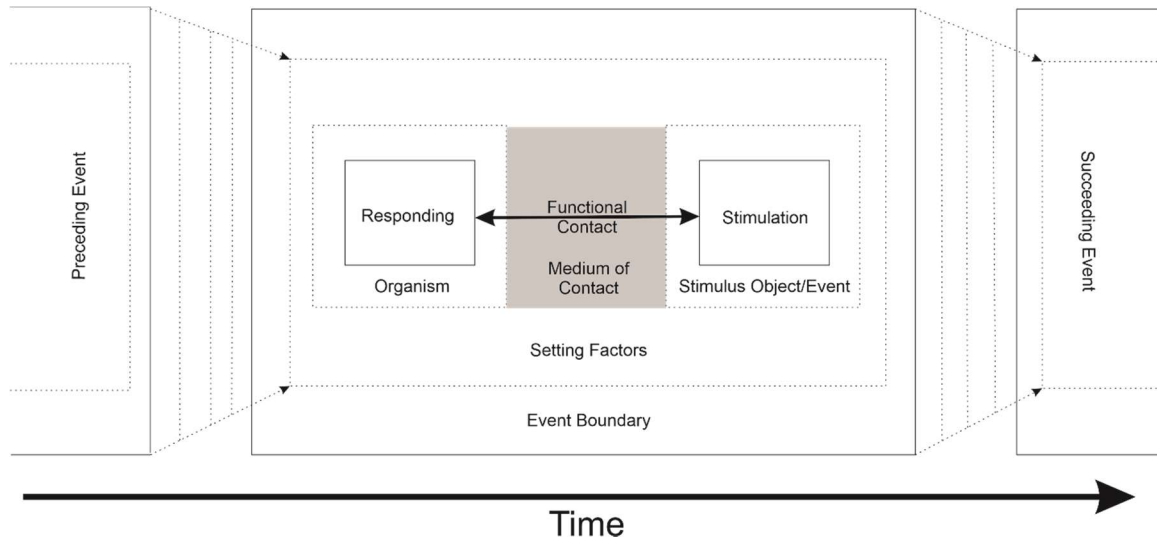 Preceding Event
Responding
Organism
Functional
Contact
Medium of
Contact
Stimulation
Stimulus Object/Event
Setting Factors
Event Boundary
Succeeding Event
Time